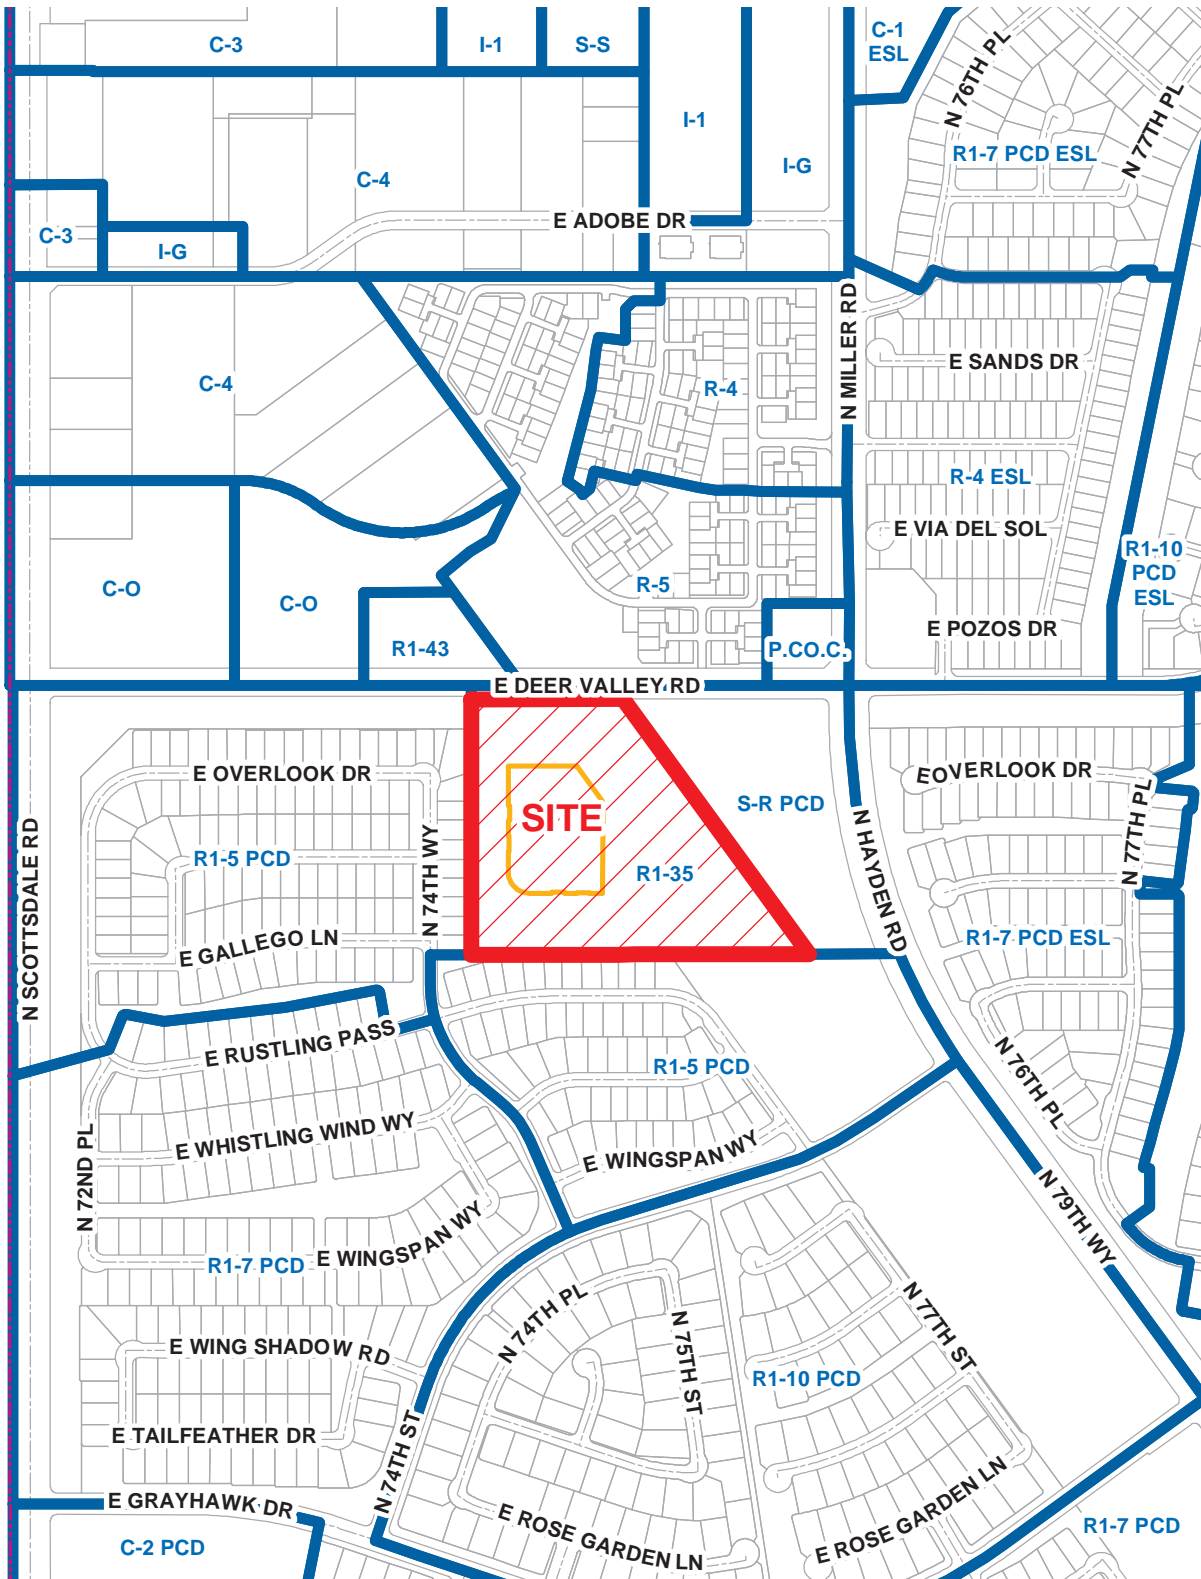 C-3
I-1
S-S
C-1
ESL
N 76TH PL
N 77TH PL
I-1
R1-7 PCD ESL
I-G
C-4
E ADOBE DR
C-3
I-G
N MILLER RD
E SANDS DR
C-4
R-4
R-4 ESL
E VIA DEL SOL
R1-10
PCD
ESL
C-O
C-O
R-5
E POZOS DR
R1-43
P.CO.C.
E DEER VALLEY RD
E OVERLOOK DR
E OVERLOOK DR
N 77TH PL
S-R PCD
SITE
N SCOTTSDALE RD
N 74TH WY
R1-5 PCD
R1-35
N HAYDEN RD
E GALLEGO LN
R1-7 PCD ESL
E RUSTLING PASS
R1-5 PCD
N 76TH PL
E WHISTLING WIND WY
E WINGSPAN WY
N 72ND PL
N 79TH WY
R1-7 PCD
E WINGSPAN WY
N 74TH PL
N 75TH ST
N 77TH ST
E WING SHADOW RD
R1-10 PCD
E TAILFEATHER DR
N 74TH ST
E GRAYHAWK DR
E ROSE GARDEN LN
E ROSE GARDEN LN
R1-7 PCD
C-2 PCD